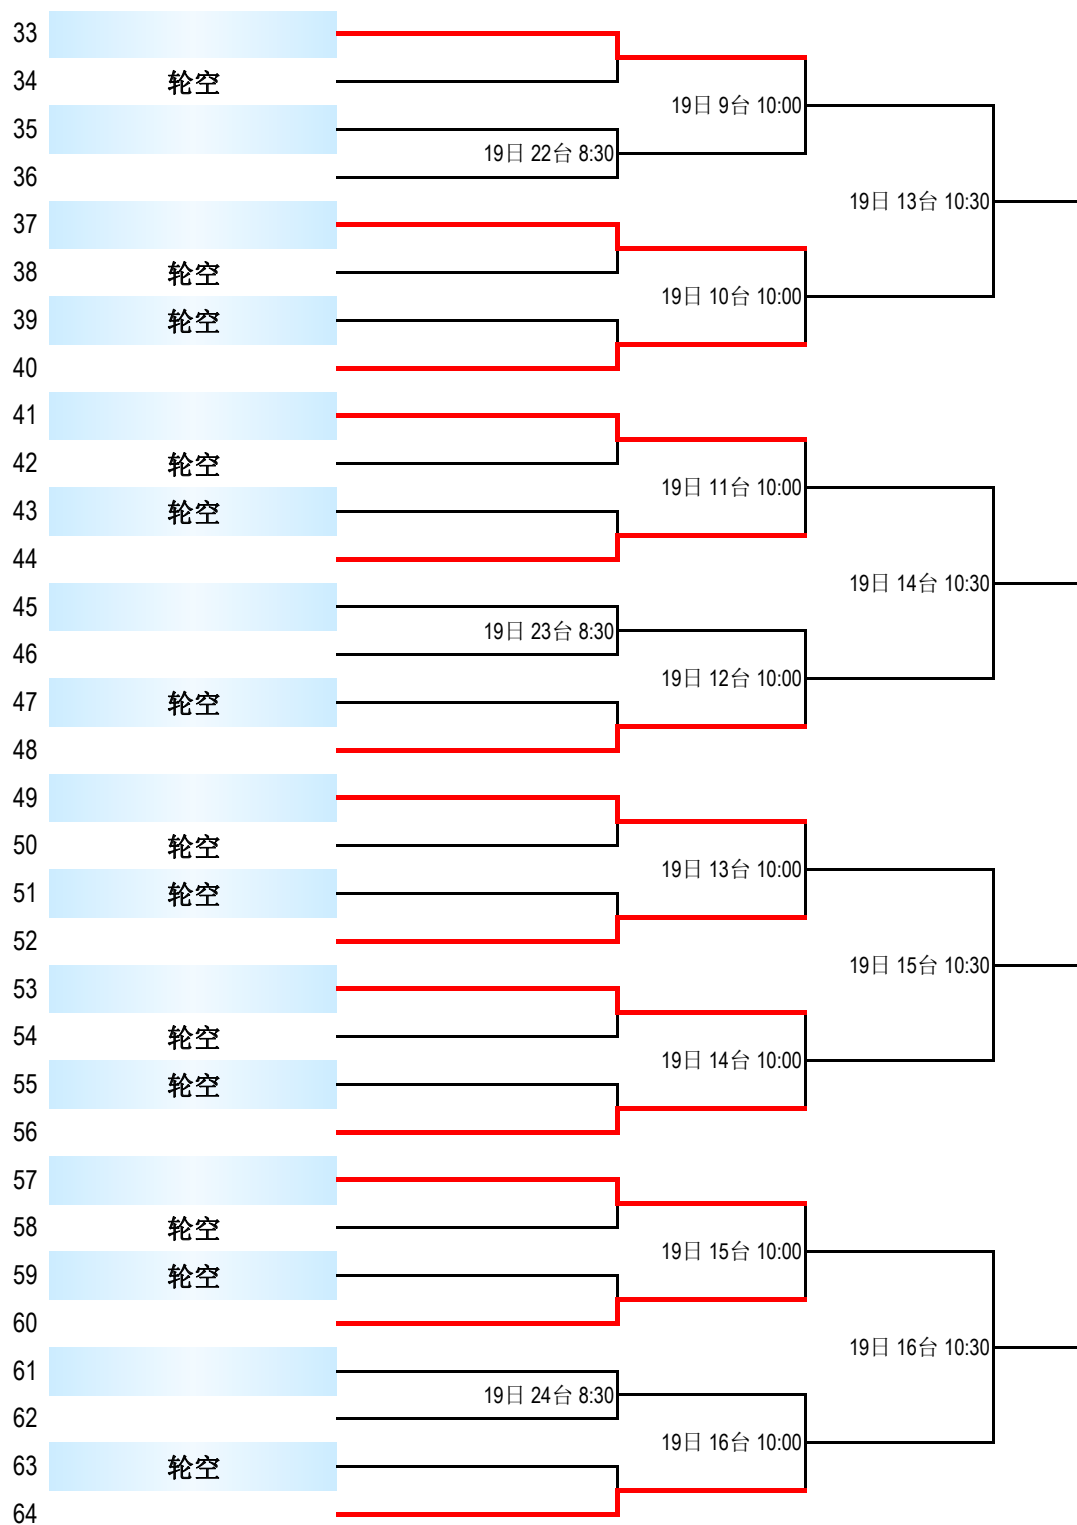 33
34 轮空
19日 9台 10:00
35
19日 22台 8:30
36
19日 13台 10:30
37
38 轮空
19日 10台 10:00
39 轮空
40
41
42 轮空
19日 11台 10:00
43 轮空
44
19日 14台 10:30
45
19日 23台 8:30
46
19日 12台 10:00
47 轮空
48
49
50 轮空
19日 13台 10:00
51 轮空
52
19日 15台 10:30
53
54 轮空
19日 14台 10:00
55 轮空
56
57
58 轮空
19日 15台 10:00
59 轮空
60
19日 16台 10:30
61
19日 24台 8:30
62
19日 16台 10:00
63 轮空
64